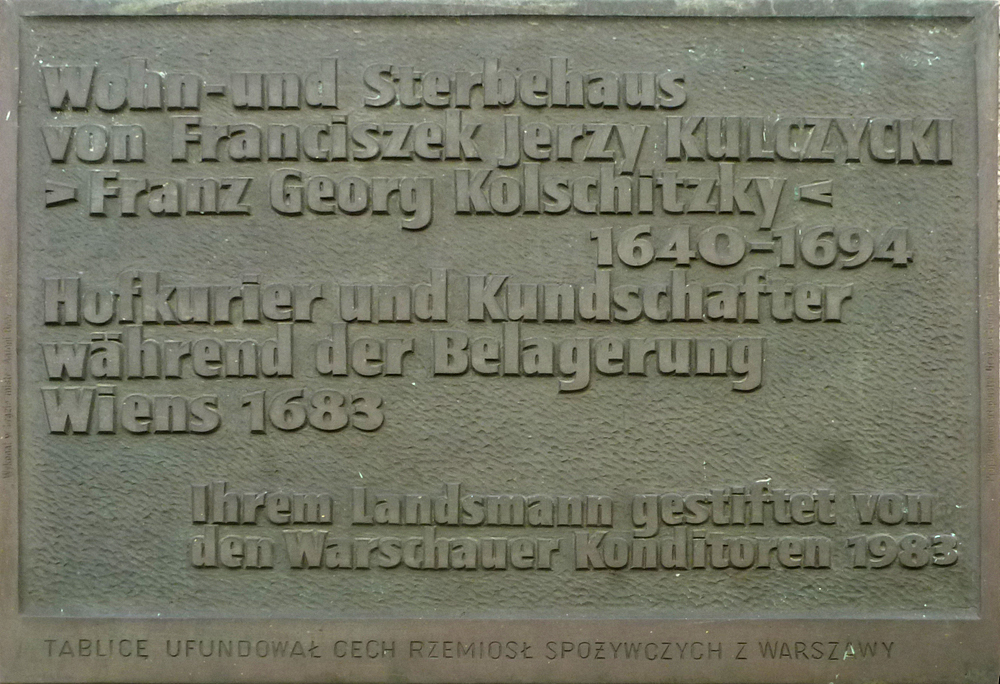 Wohn-und Sterbehaus
von Franciszek Jerzy KULCZYCKI
>Franz Georg Kolschitzky<
1640-1694
Hofkurier und Kundschafter
während der Belagerung
Wiens 1683
Ihrem Landsmann gestiftet von
den Warschauer Konditoren 1983
TABLICĘ UFUNDOWAŁ CECH RZEMIOSŁ SPOŻYWCZYCH Z WARSZAWY